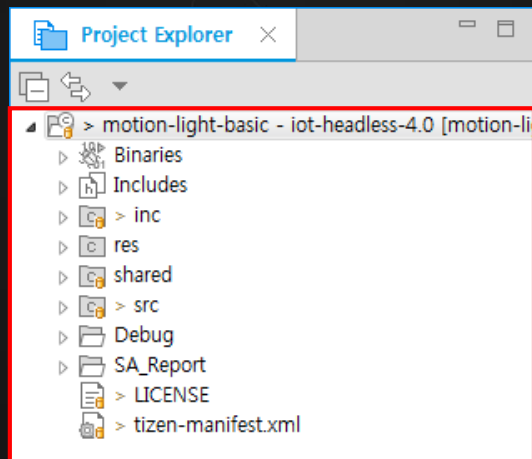 Project Explorer
> motion-light-basic - iot-headless-4.0 [motion-li
Binaries
Includes
> inc
res
shared
> src
Debug
SA_Report
> LICENSE
> tizen-manifest.xml